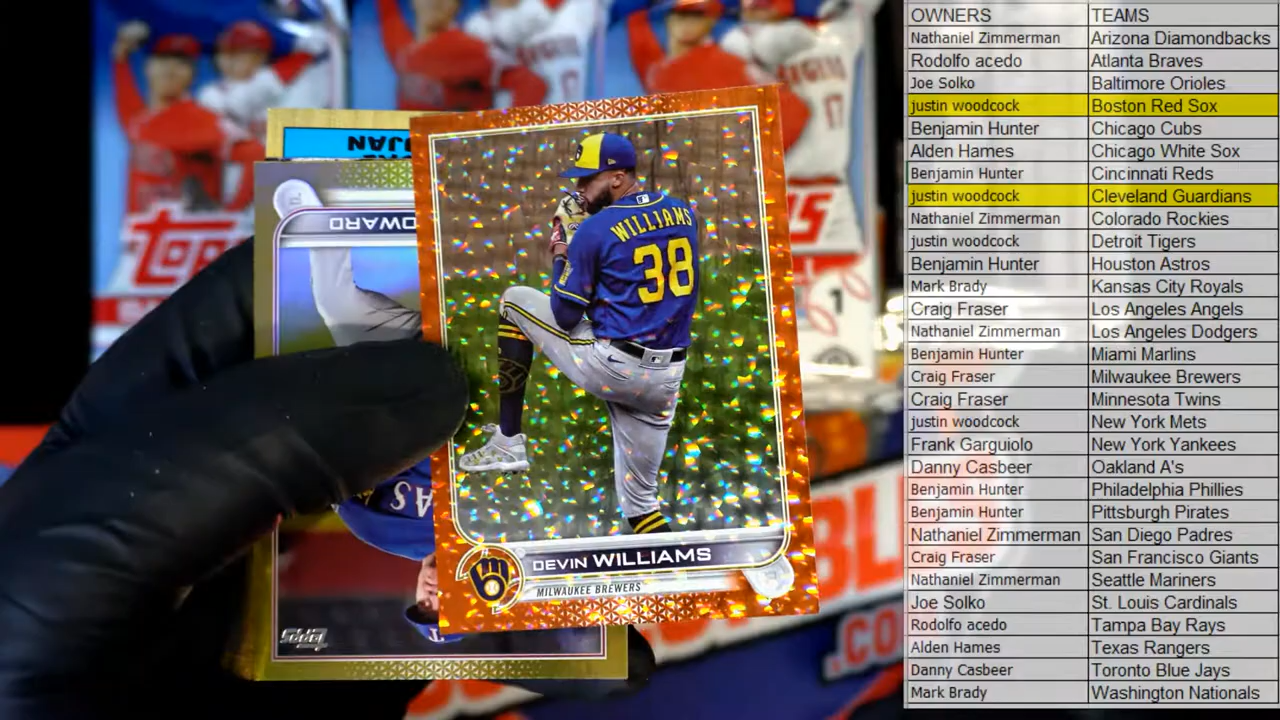 OWNERS TEAMS
Nathaniel Zimmerman Arizona Diamondbacks
Rodolfo acedo Atlanta Braves
Joe Solko Baltimore Orioles
justin woodcock Boston Red Sox
Benjamin Hunter Chicago Cubs
Alden Hames Chicago White Sox
Benjamin Hunter Cincinnati Reds
justin woodcock Cleveland Guardians
Nathaniel Zimmerman Colorado Rockies
justin woodcock Detroit Tigers
Benjamin Hunter Houston Astros
Mark Brady Kansas City Royals
Craig Fraser Los Angeles Angels
Nathaniel Zimmerman Los Angeles Dodgers
Benjamin Hunter Miami Marlins
Craig Fraser Milwaukee Brewers
Craig Fraser Minnesota Twins
justin woodcock New York Mets
Frank Garguiolo New York Yankees
Danny Casbeer Oakland A's
Benjamin Hunter Philadelphia Phillies
Benjamin Hunter Pittsburgh Pirates
Nathaniel Zimmerman San Diego Padres
Craig Fraser San Francisco Giants
Nathaniel Zimmerman Seattle Mariners
Joe Solko St. Louis Cardinals
Rodolfo acedo Tampa Bay Rays
Alden Hames Texas Rangers
Danny Casbeer Toronto Blue Jays
Mark Brady Washington Nationals
WILLIAMS
38
DEVIN WILLIAMS
MILWAUKEE BREWERS
17
.CO